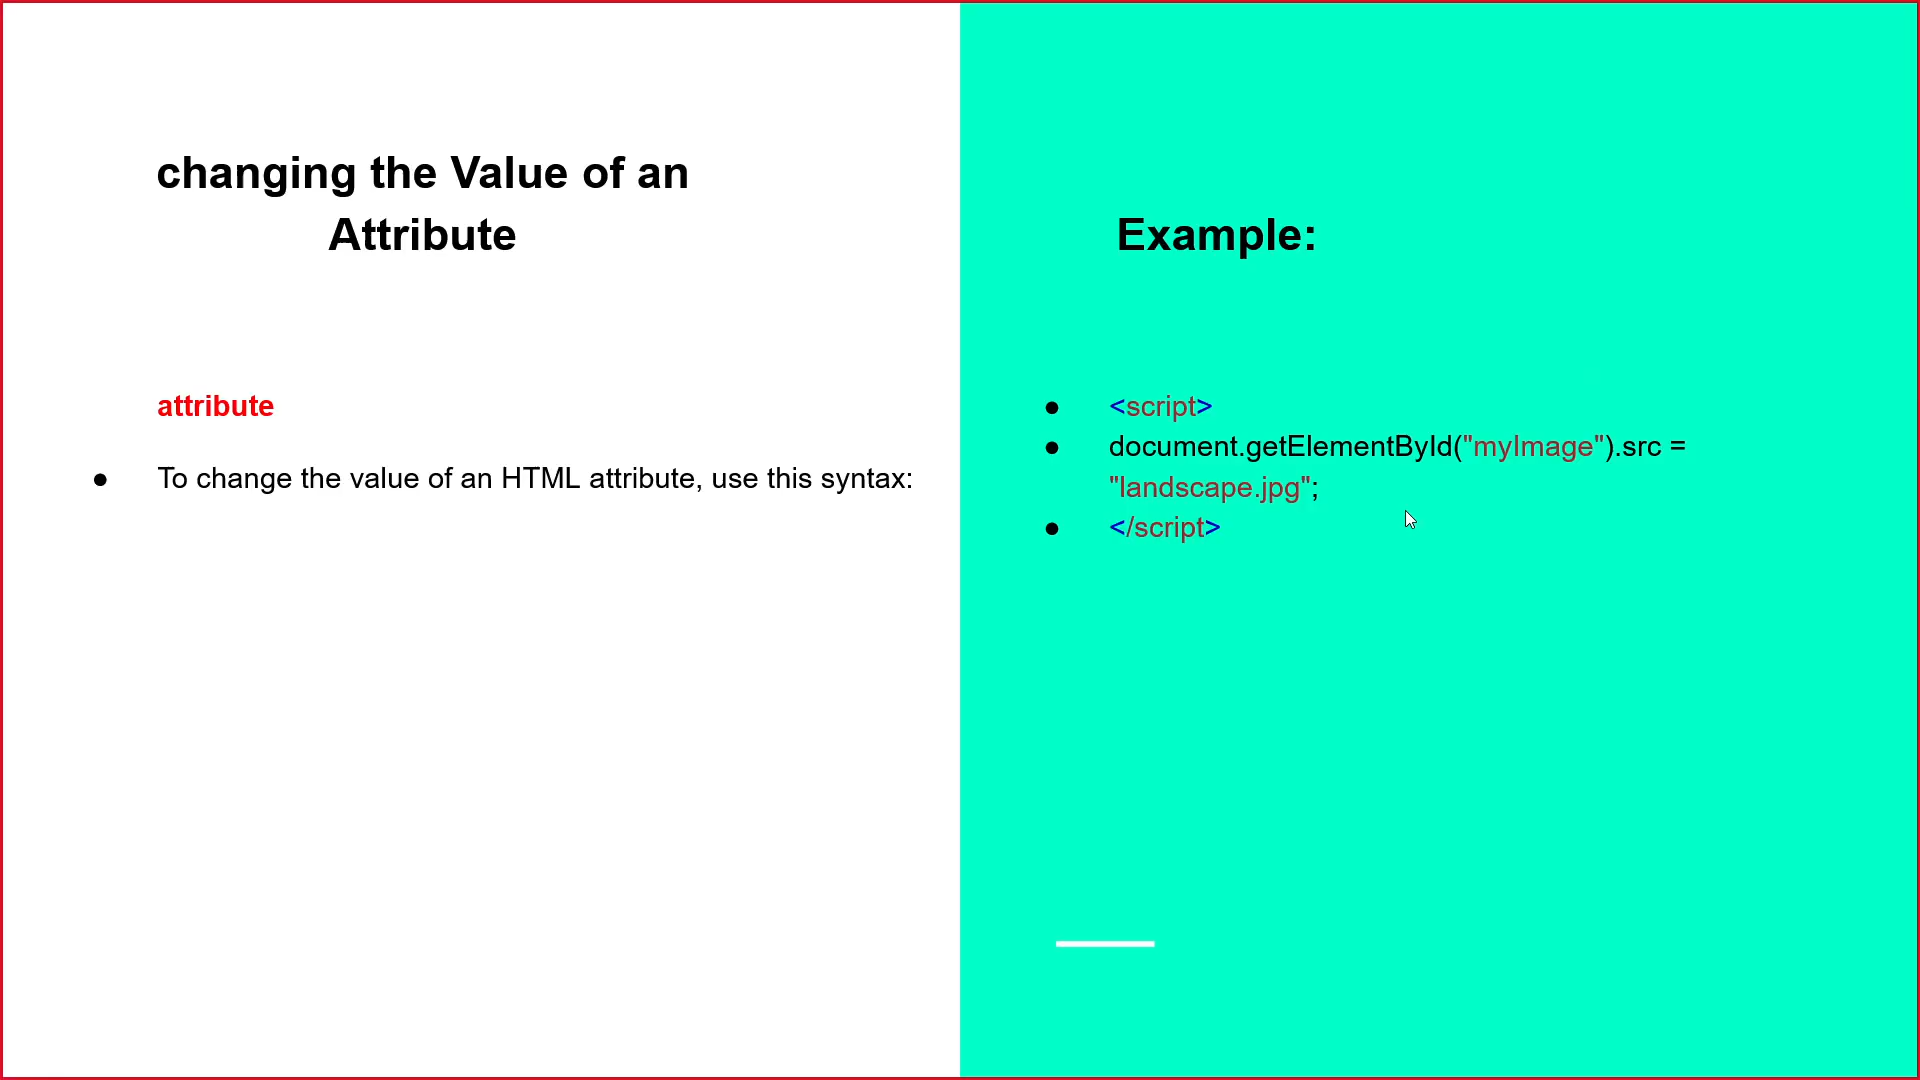 changing the Value of an
Attribute
attribute
● To change the value of an HTML attribute, use this syntax:
Example:
● <script>
● document.getElementById("myImage").src =
"landscape.jpg";
● </script>